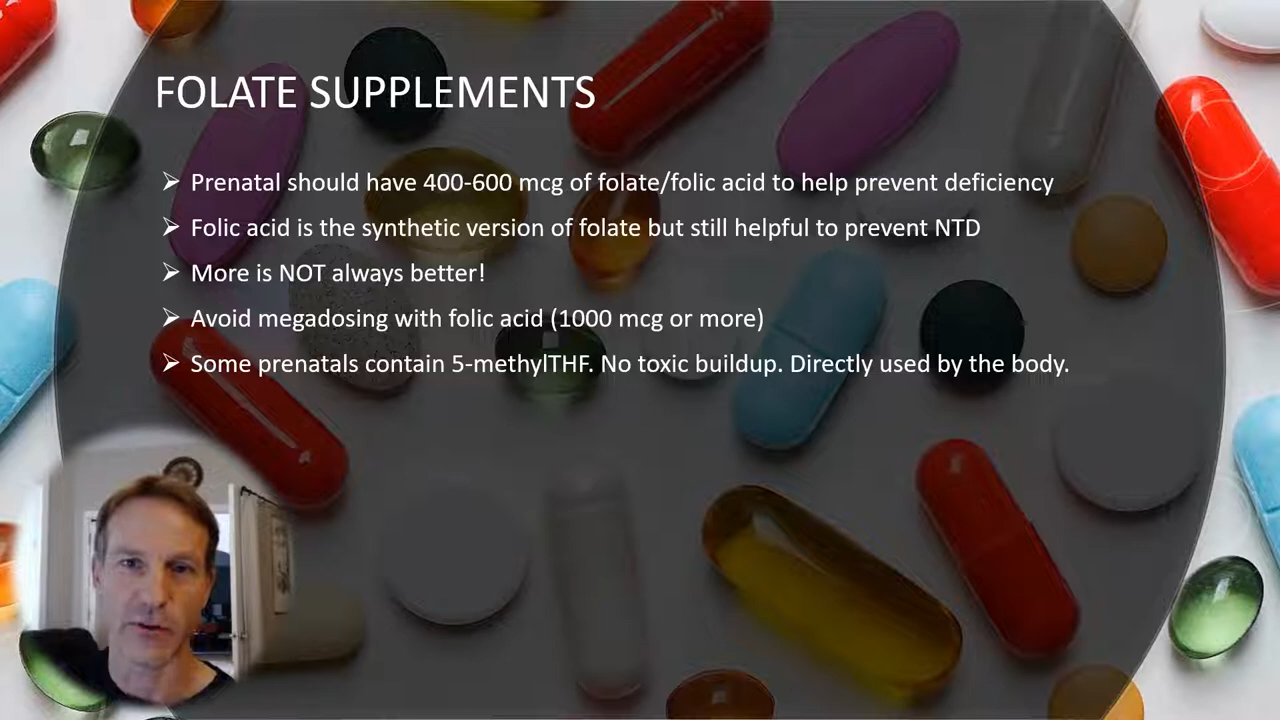 FOLATE SUPPLEMENTS
➢ Prenatal should have 400-600 mcg of folate/folic acid to help prevent deficiency
➢ Folic acid is the synthetic version of folate but still helpful to prevent NTD
➢ More is NOT always better!
➢ Avoid megadosing with folic acid (1000 mcg or more)
➢ Some prenatals contain 5-methylTHF. No toxic buildup. Directly used by the body.